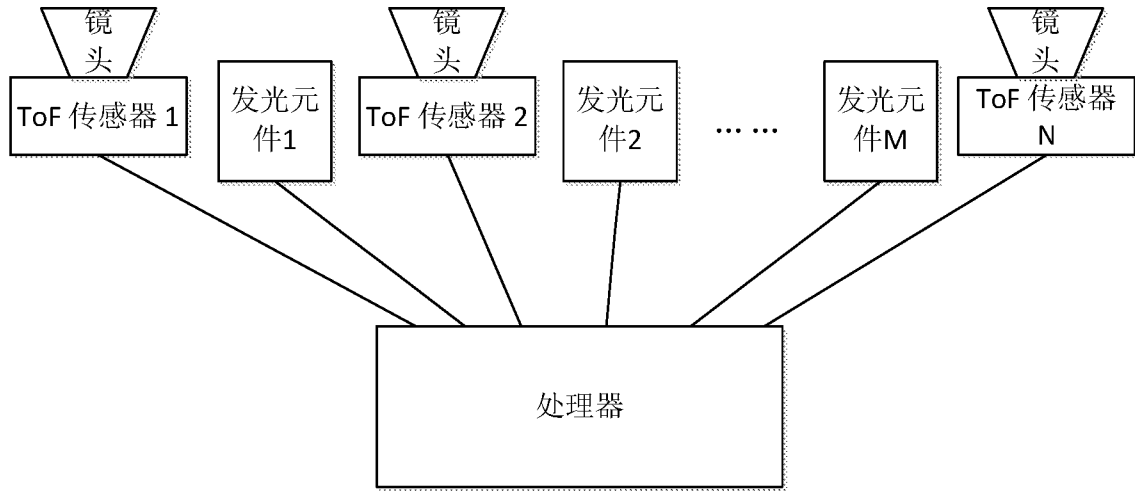 镜
头
镜
头
镜
头
ToF 传感器 1
发光元
件1
ToF 传感器 2
发光元
件2
... ...
发光元
件M
ToF 传感器
N
处理器